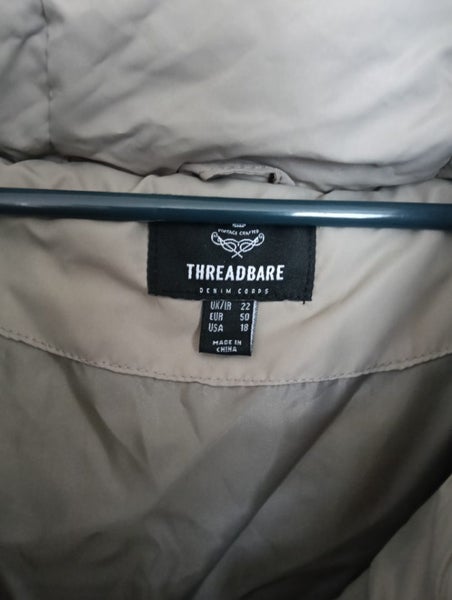 VINTAGE CRAFTED
THREADBARE
DENIM CORPS
UK/IR 22
EUR 50
USA 18
MADE IN
CHINA